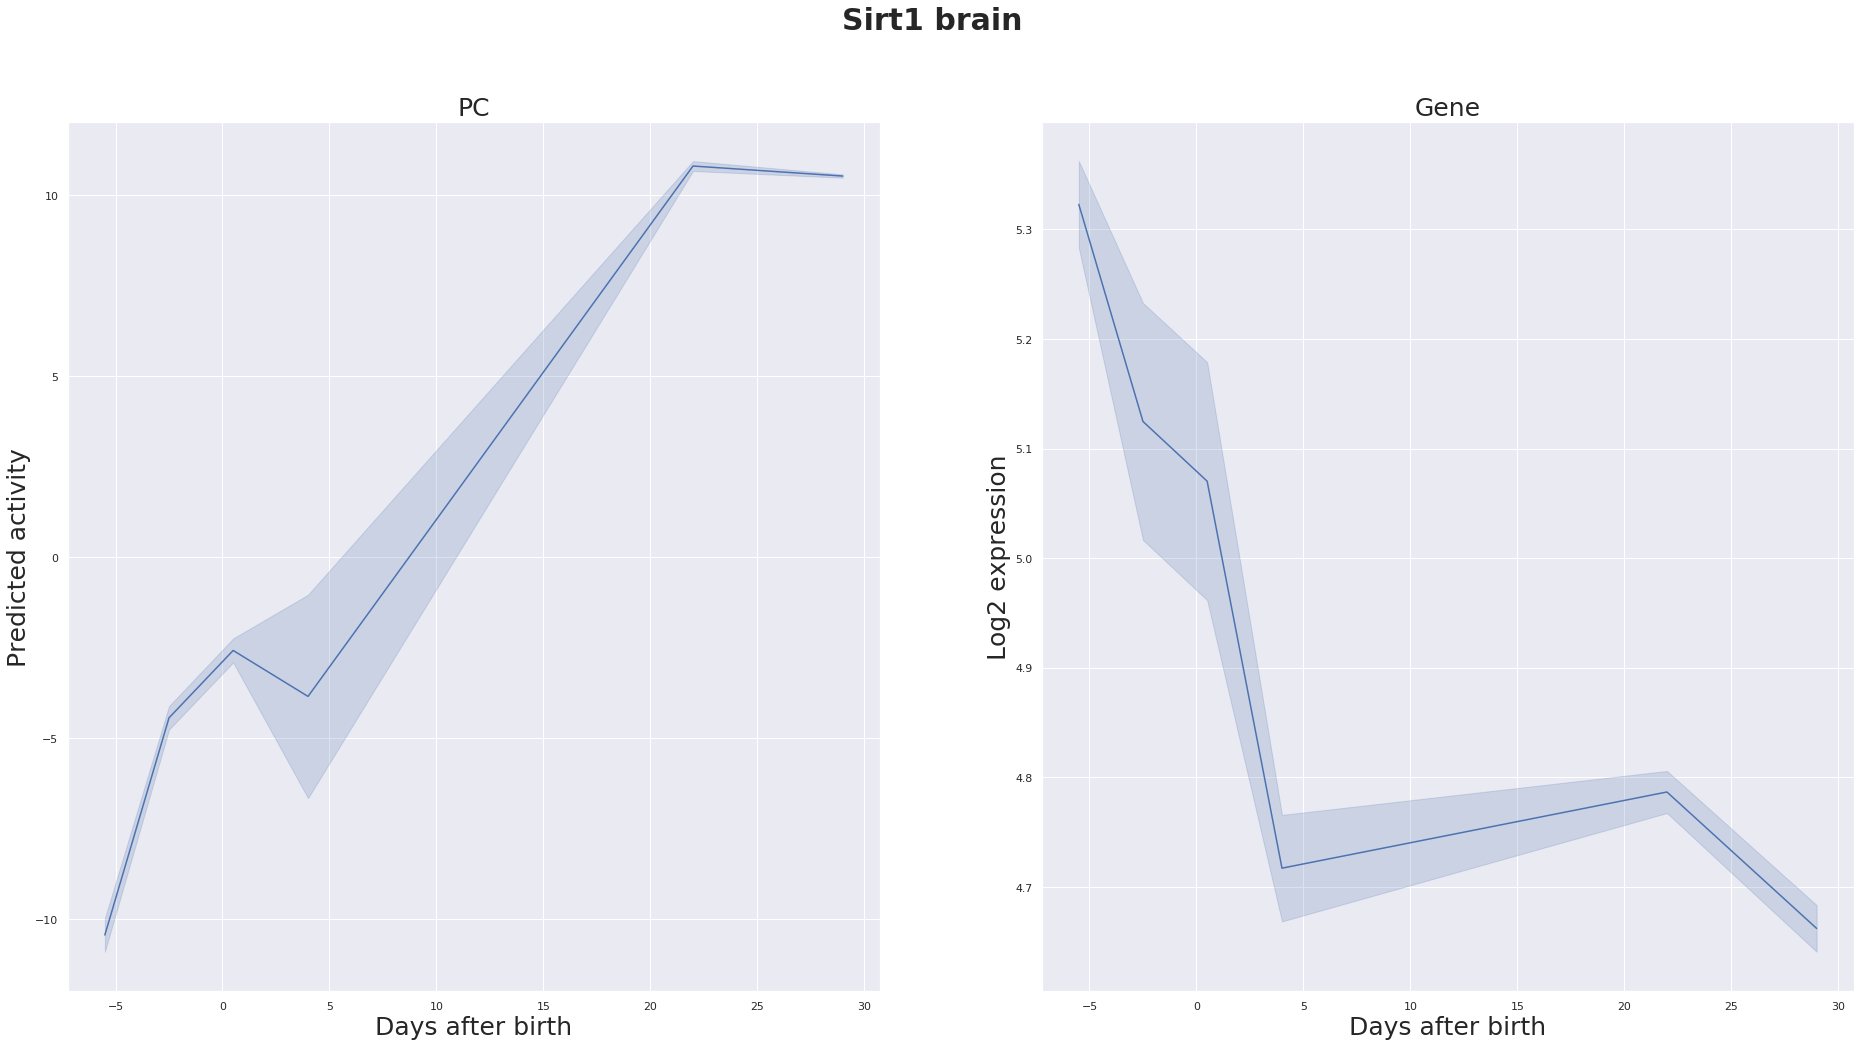 Sirt1 brain
PC
Predicted activity
10
5
0
−5
−10
−5 0 5 10 15 20 25 30
Days after birth
Gene
Log2 expression
5.3
5.2
5.1
5.0
4.9
4.8
4.7
−5 0 5 10 15 20 25 30
Days after birth